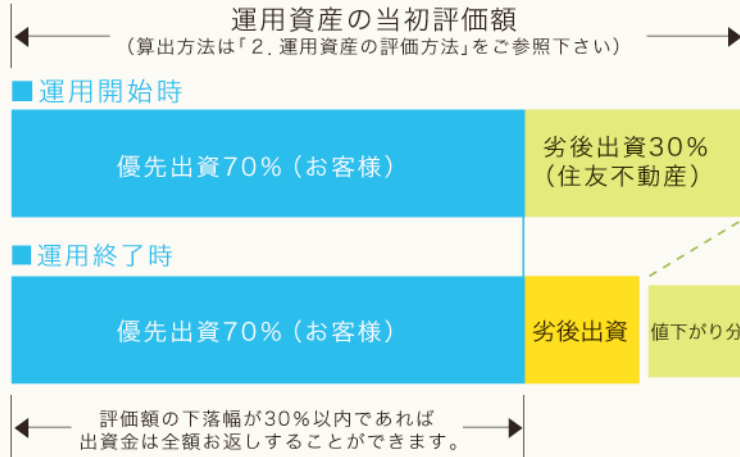 運用資産の当初評価額
(算出方法は「2.運用資産の評価方法」をご参照下さい)
■運用開始時
優先出資70%(お客様)
劣後出資30%
(住友不動産)
■運用終了時
優先出資70%(お客様)
劣後出資
値下がり分
評価額の下落幅が30%以内であれば
出資金は全額お返しすることができます。